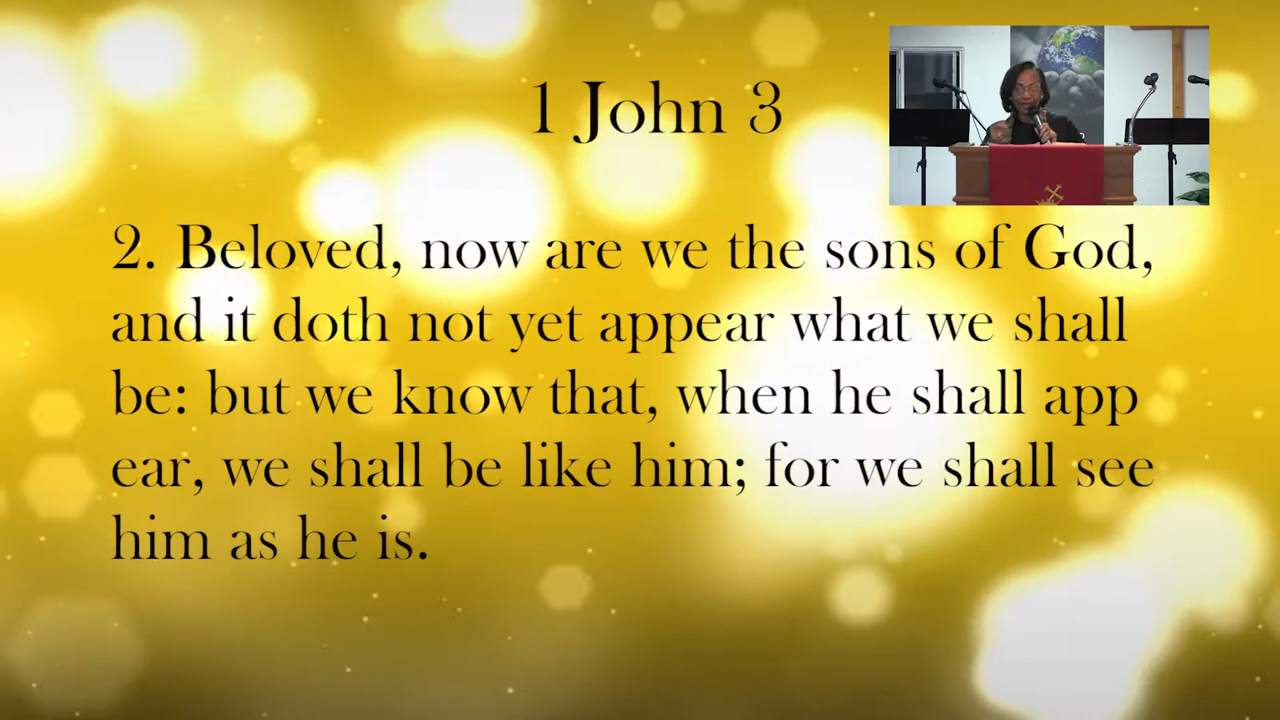 1 John 3
2. Beloved, now are we the sons of God,
and it doth not yet appear what we shall
be: but we know that, when he shall app
ear, we shall be like him; for we shall see
him as he is.